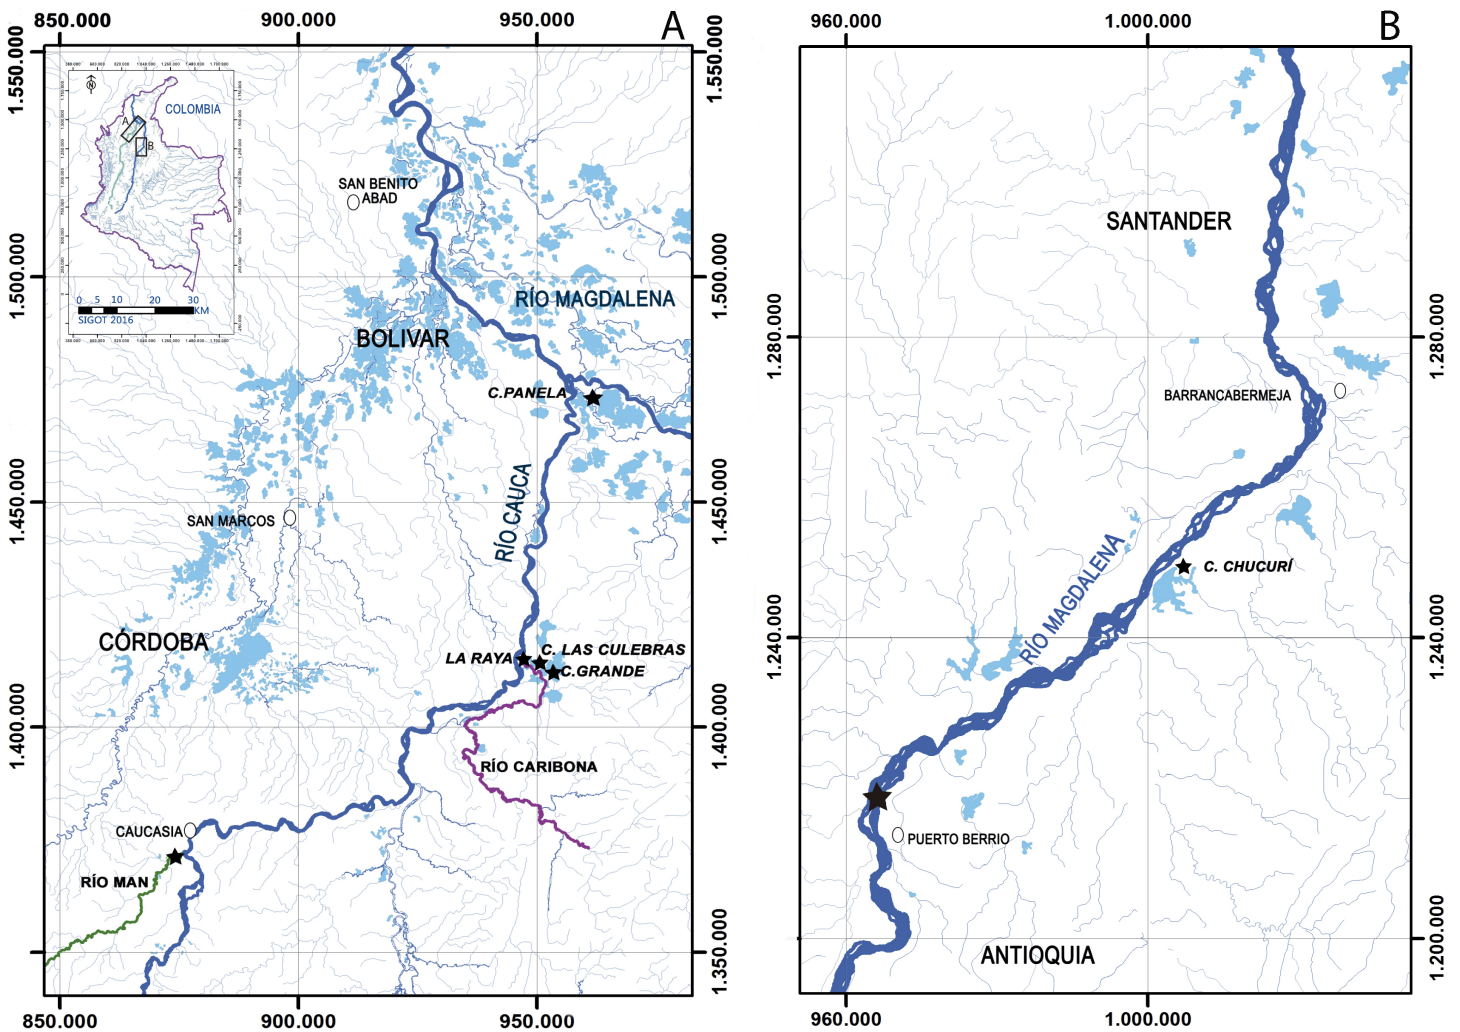 850.000
900.000
950.000
A
1.550.000
1.550.000
COLOMBIA
N
A
B
0 5 10 20 30
KM
SIGOT 2016
SAN BENITO
ABAD
1.500.000
1.500.000
RÍO MAGDALENA
BOLIVAR
C.PANELA
RÍO CAUCA
1.450.000
1.450.000
SAN MARCOS
CÓRDOBA
C. LAS CULEBRAS
LA RAYA
C.GRANDE
1.400.000
1.400.000
RÍO CARIBONA
CAUCASIA
RÍO MAN
1.350.000
1.350.000
850.000
900.000
950.000
960.000
1.000.000
B
SANTANDER
1.280.000
1.280.000
BARRANCABERMEJA
RÍO MAGDALENA
C. CHUCURÍ
1.240.000
1.240.000
PUERTO BERRIO
ANTIOQUIA
1.200.000
960.000
1.000.000